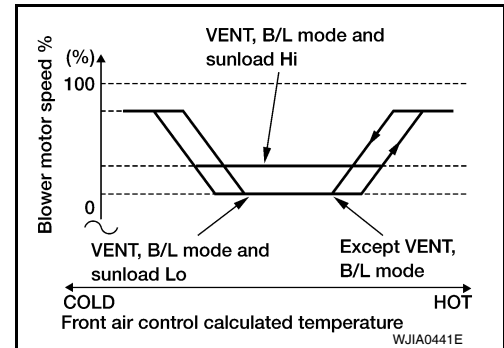 Blower motor speed %
(%)
100
0
VENT, B/L mode and
sunload Hi
VENT, B/L mode and
sunload Lo
Except VENT,
B/L mode
COLD
HOT
Front air control calculated temperature
WJIA0441E